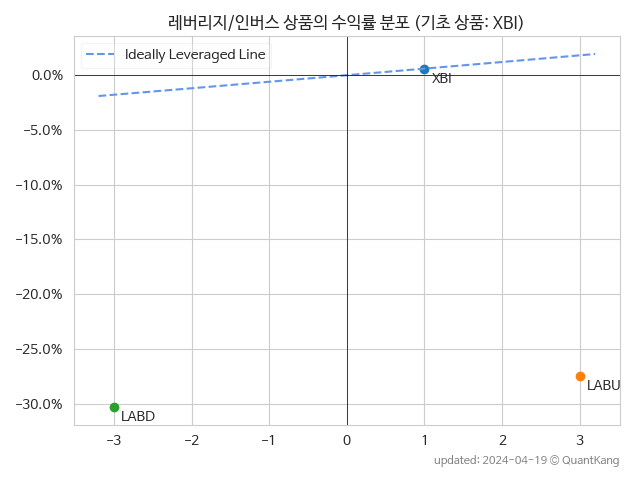 레버리지/인버스 상품의 수익률 분포 (기초 상품: XBI)
Ideally Leveraged Line
0.0%
XBI
−5.0%
−10.0%
−15.0%
−20.0%
−25.0%
LABU
−30.0%
LABD
−3 −2 −1 0 1 2 3
updated: 2024-04-19 © QuantKang